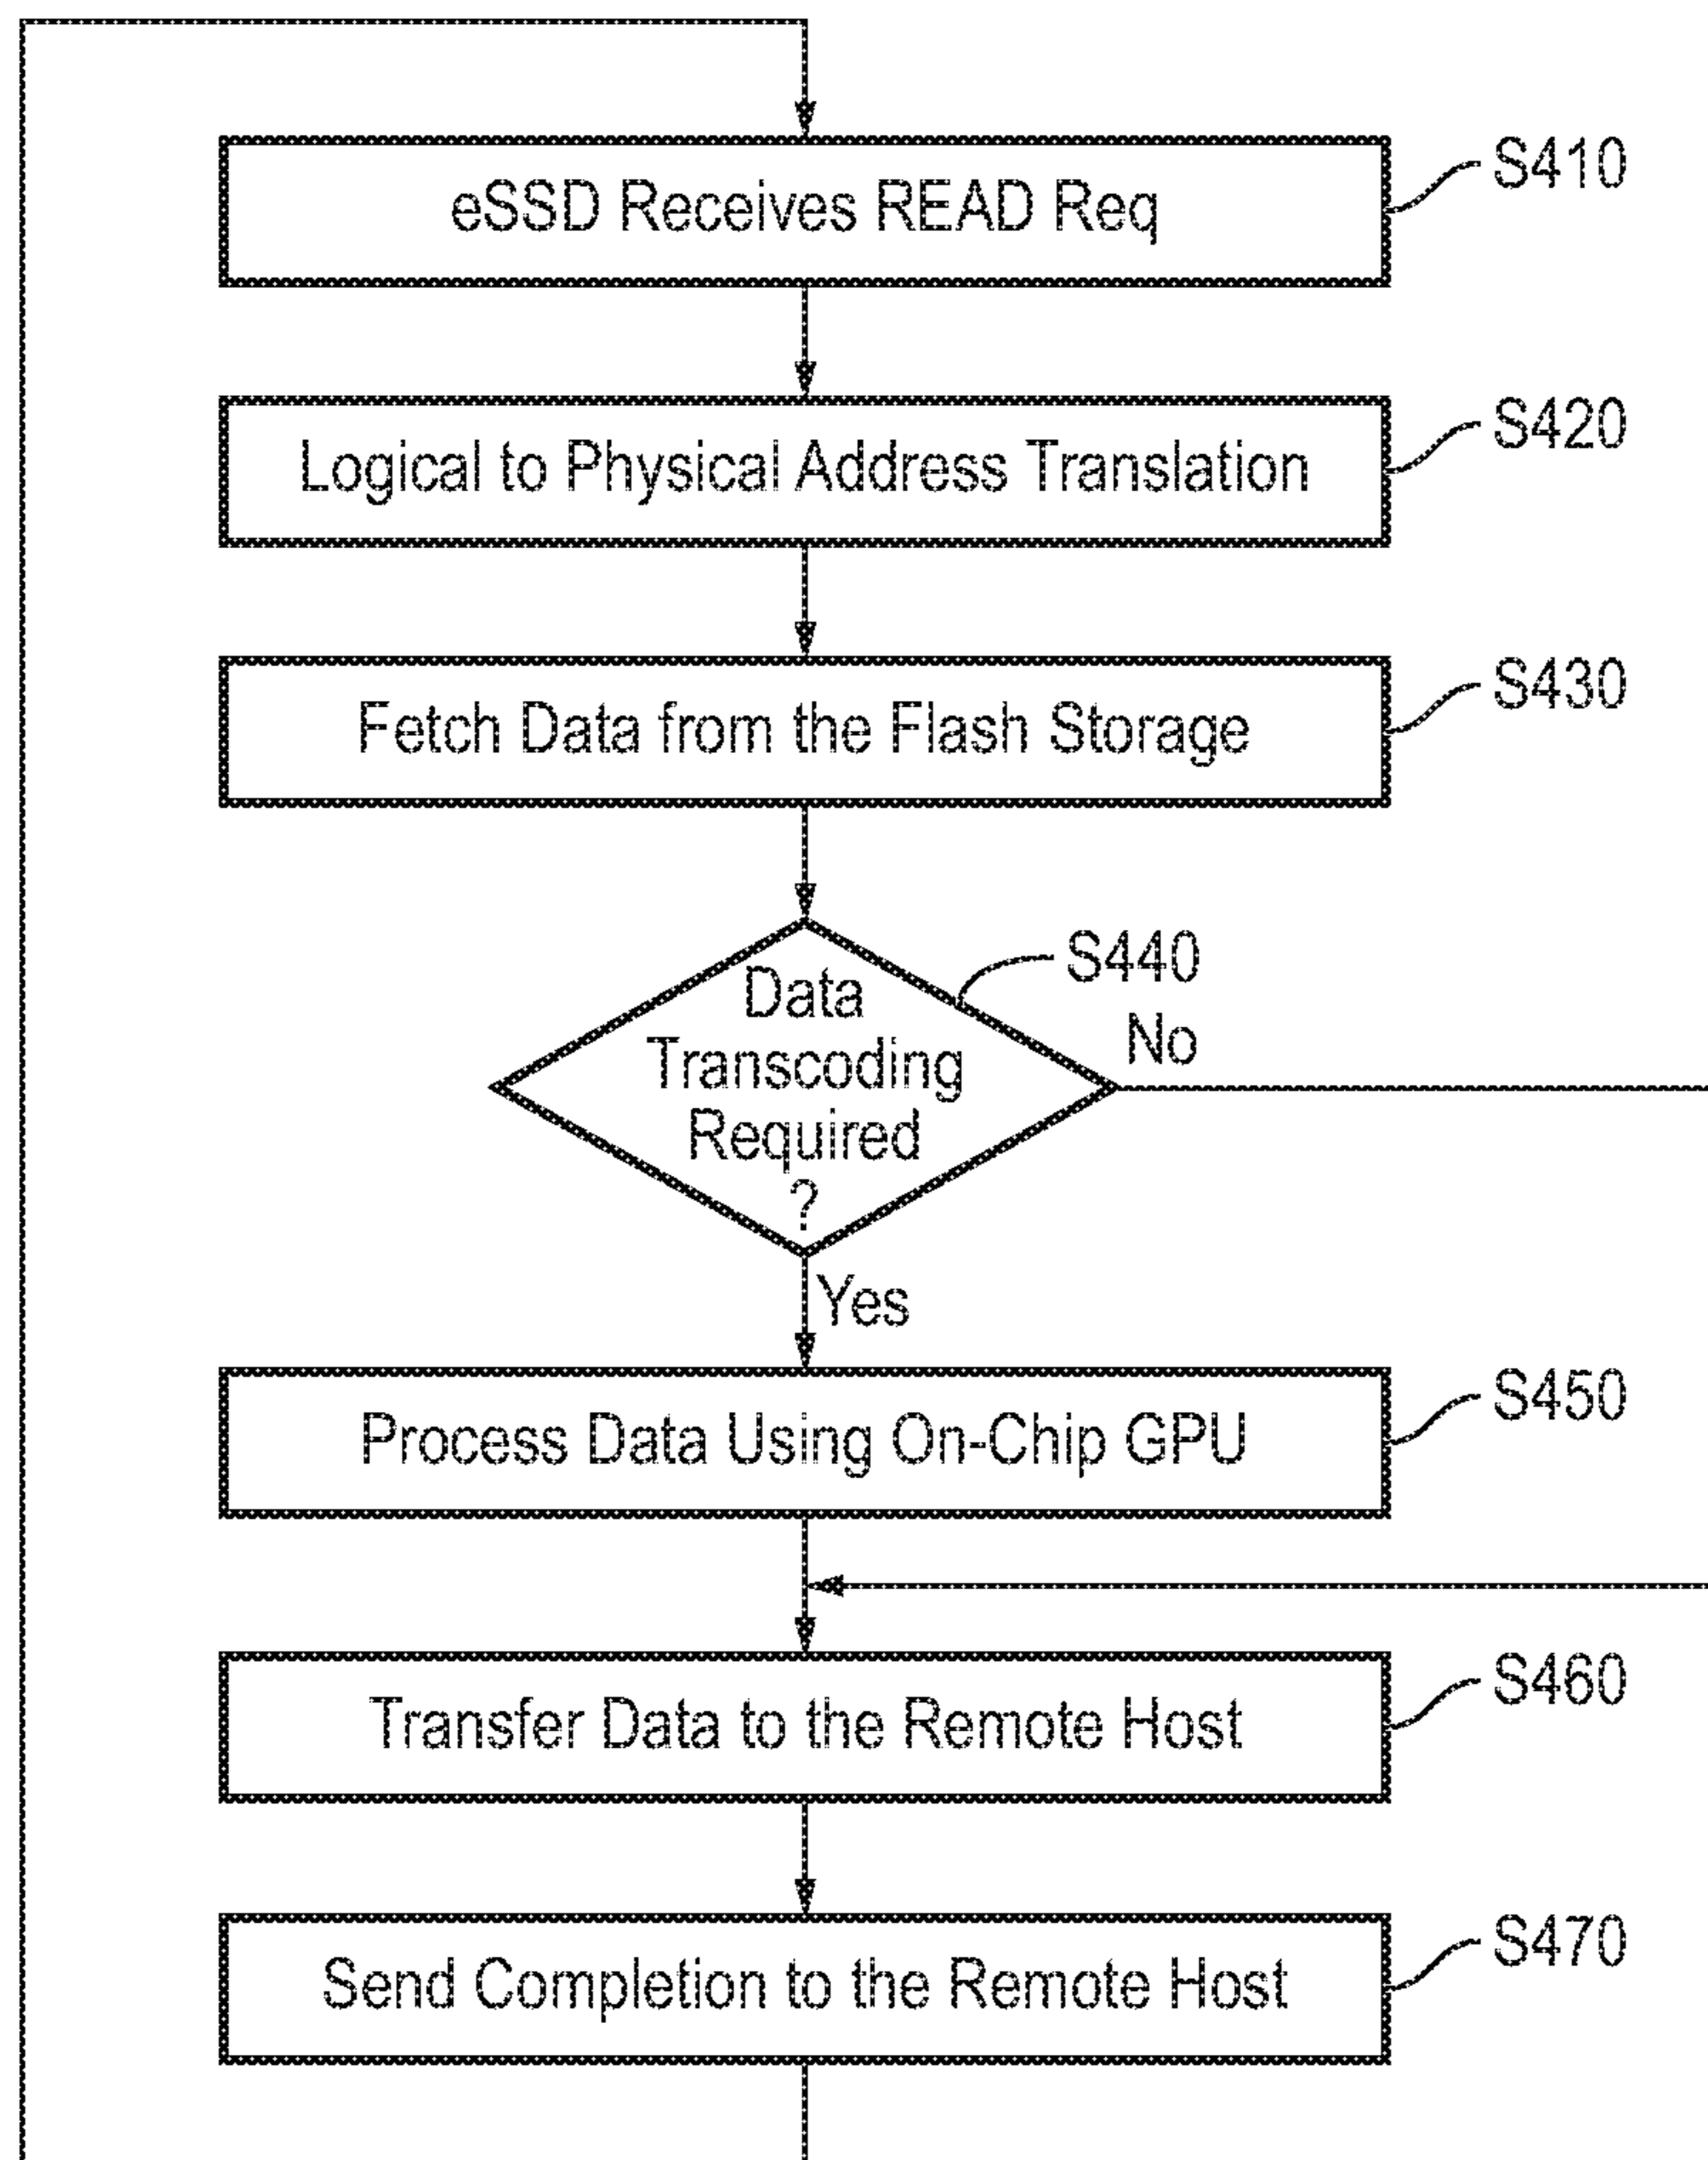 eSSD Receives READ Req
S410
Logical to Physical Address Translation
S420
Fetch Data from the Flash Storage
S430
Data
Transcoding
Required
?
S440
No
Yes
Process Data Using On-Chip GPU
S450
Transfer Data to the Remote Host
S460
Send Completion to the Remote Host
S470